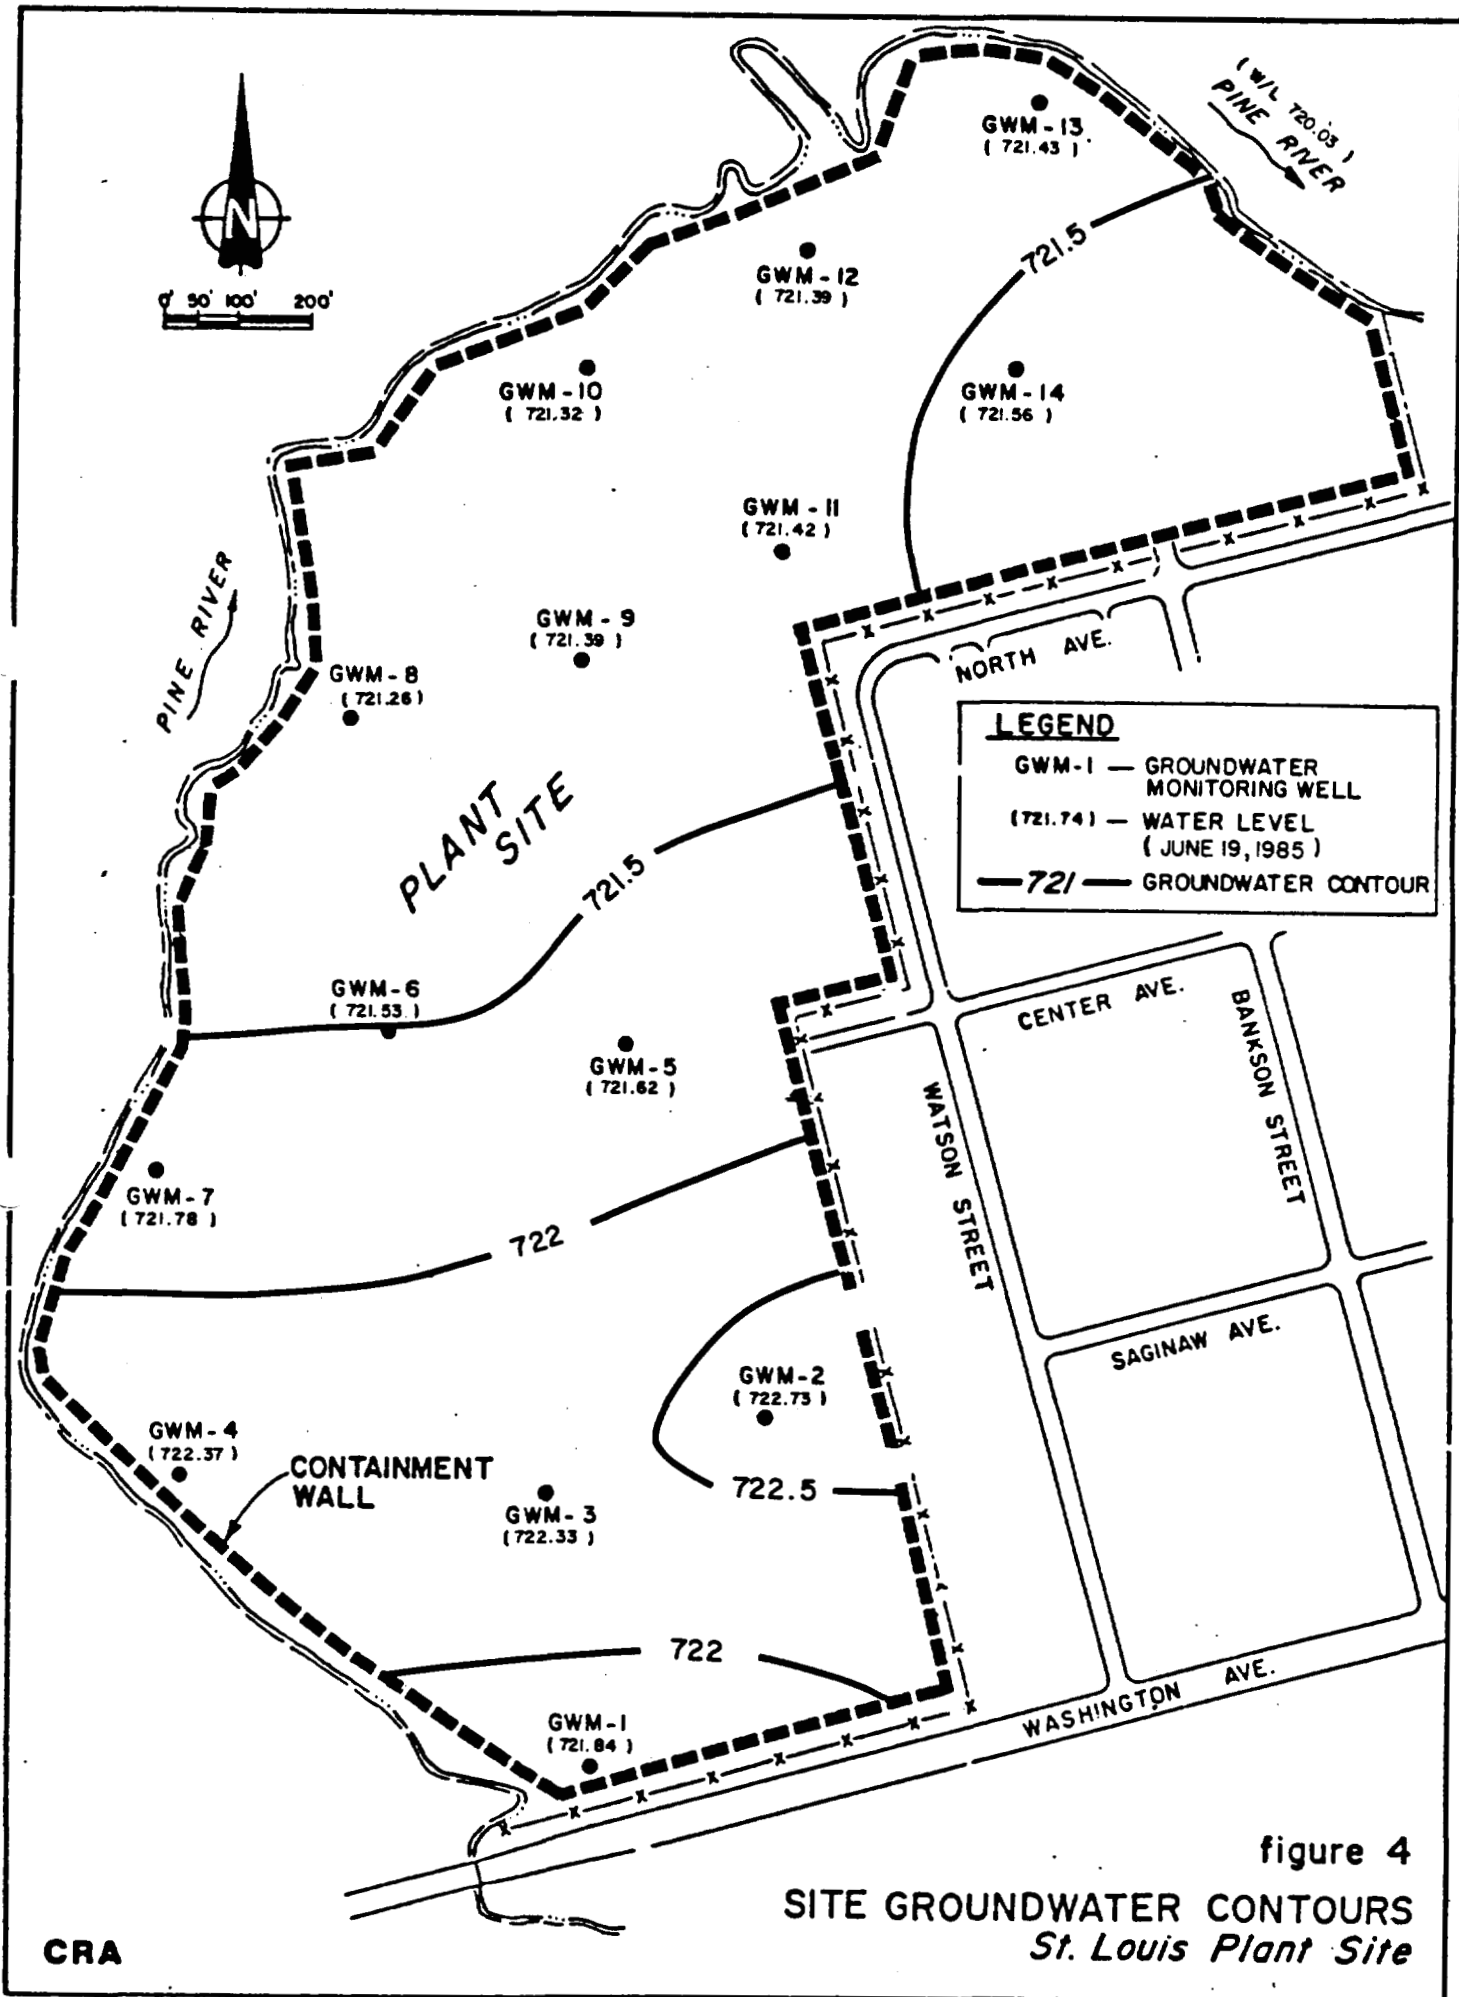 (W/L 720.03')
PINE RIVER
N
0' 50' 100' 200'
GWM-13
(721.43)
GWM-12
(721.39)
721.5
GWM-10
(721.32)
GWM-14
(721.56)
GWM-11
(721.42)
GWM-9
(721.39)
PINE RIVER
GWM-8
(721.26)
NORTH AVE.
LEGEND
GWM-1 — GROUNDWATER
MONITORING WELL
(721.74) — WATER LEVEL
(JUNE 19, 1985)
721 GROUNDWATER CONTOUR
PLANT
SITE
721.5
GWM-6
(721.53)
GWM-5
(721.62)
CENTER AVE.
BANKSON STREET
WATSON STREET
GWM-7
(721.78)
722
SAGINAW AVE.
GWM-2
(722.73)
GWM-4
(722.37)
CONTAINMENT
WALL
722.5
GWM-3
(722.33)
722
GWM-1
(721.84)
WASHINGTON AVE.
figure 4
SITE GROUNDWATER CONTOURS
St. Louis Plant Site
CRA